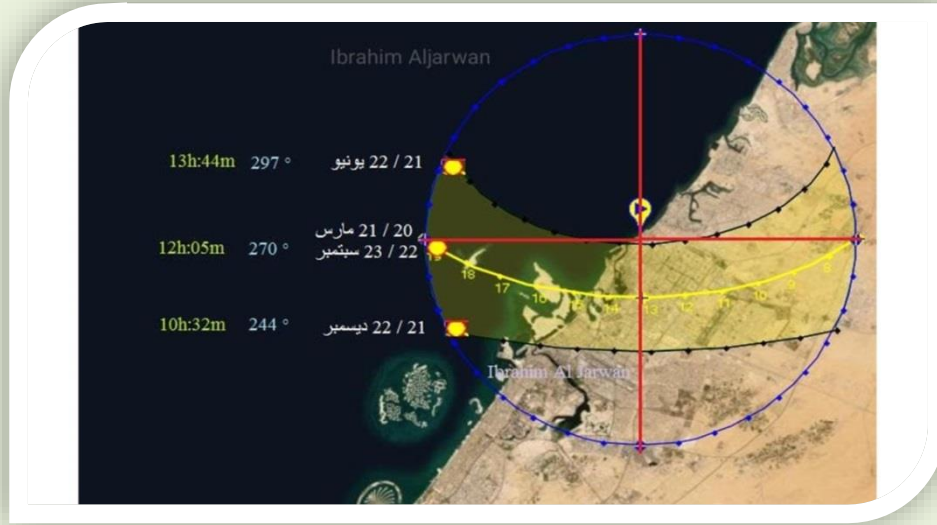 Ibrahim Aljarwan
13h:44m 297 ° 21 / 22 يونيو
20 / 21 مارس
12h:05m 270 ° 22 / 23 سبتمبر
10h:32m 244 ° 21 / 22 ديسمبر
19 18 17 16 15 14 13 12 11 10 9 8
Ibrahim Al Jarwan